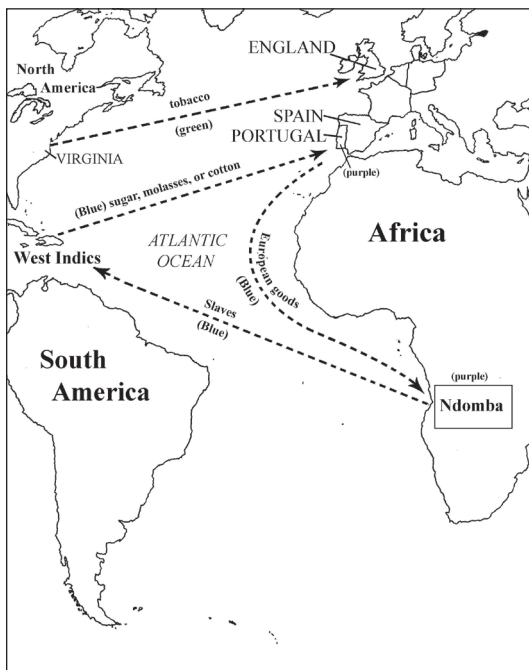 ENGLAND
North
America
tobacco
(green)
SPAIN
PORTUGAL
VIRGINIA
(purple)
(Blue) sugar, molasses, or cotton
Africa
ATLANTIC
OCEAN
European goods
(Blue)
West Indics
Slaves
(Blue)
South
America
(purple)
Ndomba